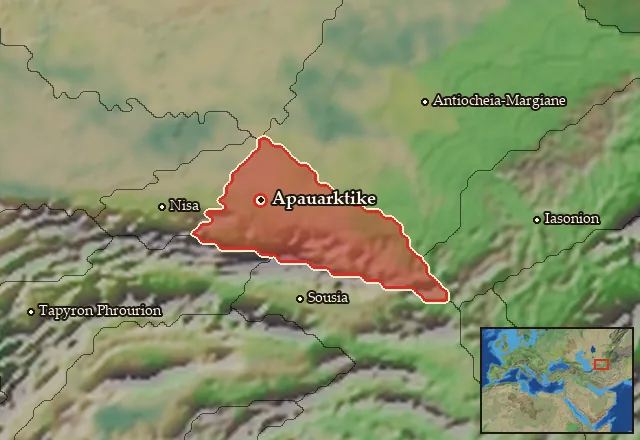 Antiocheia-Margiane
Apauarktike
Nisa
Iasonion
Sousia
Tapyron Phrourion